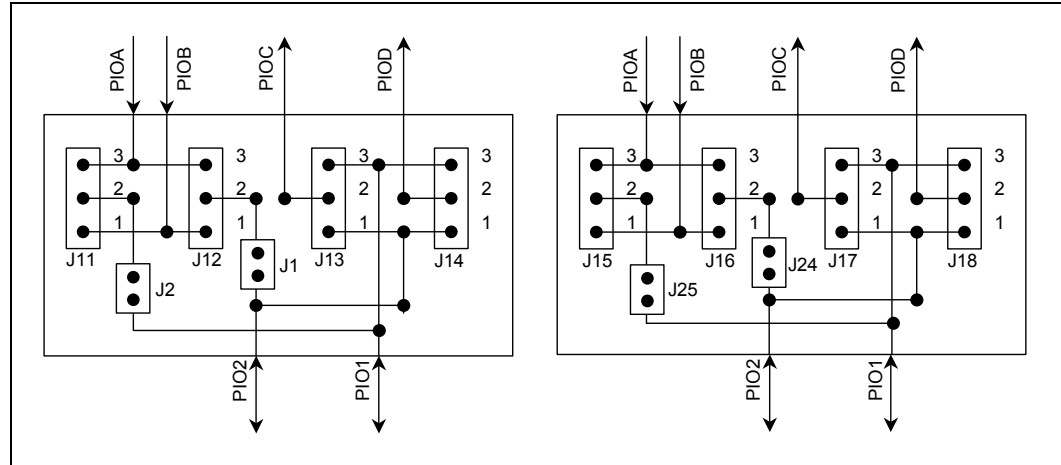 PIOA
PIOB
PIOC
PIOD
PIOA
PIOB
PIOC
PIOD
3 3 3 3
2 2 2 2
1 1 1 1
J11 J12 J1 J13 J14
J2
PIO2
PIO1
3 3 3 3
2 2 2 2
1 1 1 1
J15 J16 J24 J17 J18
J25
PIO2
PIO1